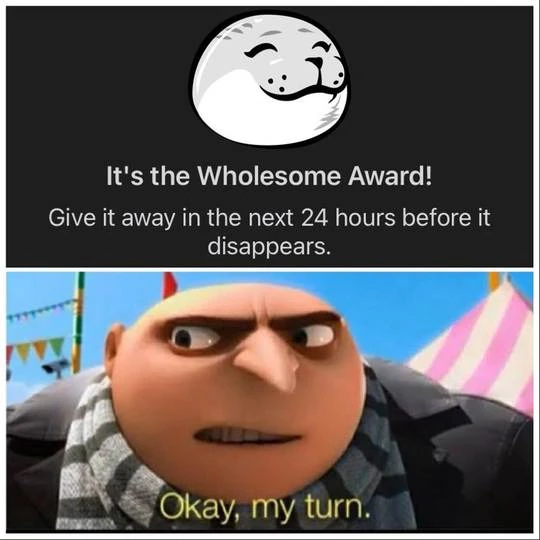 It's the Wholesome Award!
Give it away in the next 24 hours before it
disappears.
Okay, my turn.